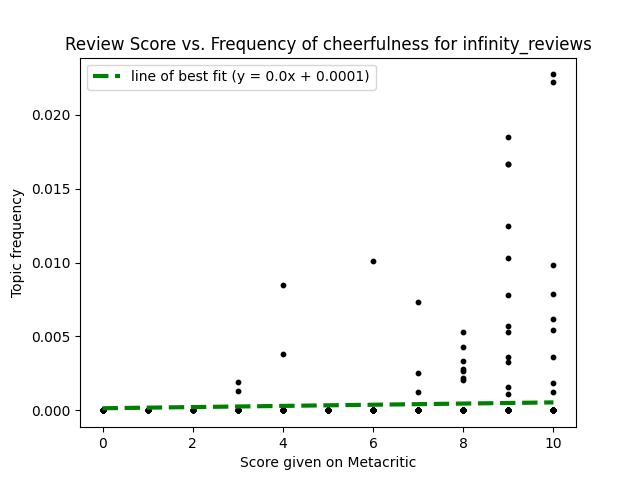 Review Score vs. Frequency of cheerfulness for infinity_reviews
line of best fit (y = 0.0x + 0.0001)
0.020
0.015
0.010
0.005
0.000
Topic frequency
0 2 4 6 8 10
Score given on Metacritic